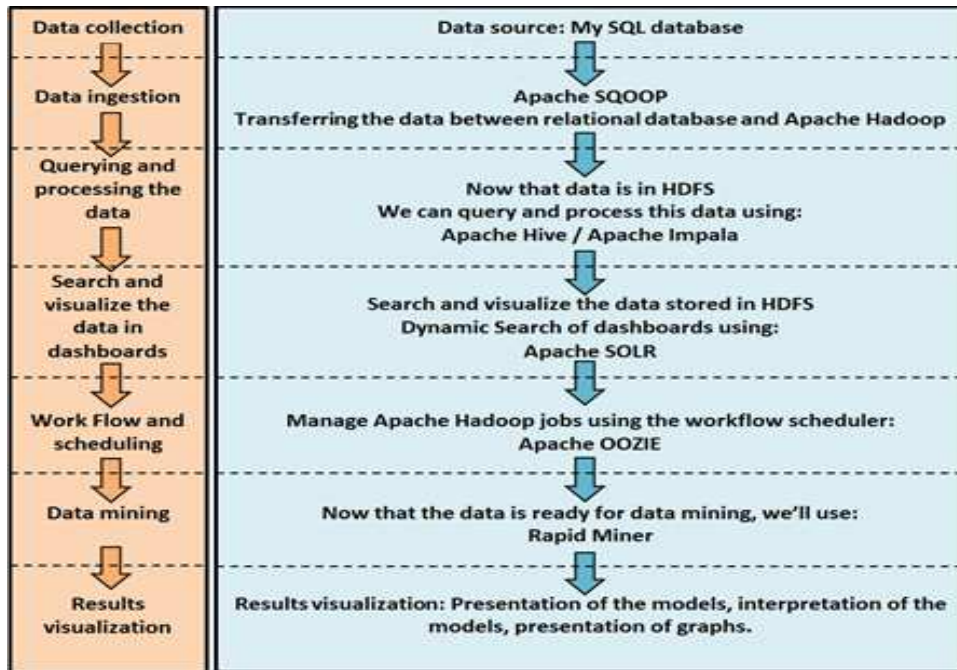 Data collection
Data source: My SQL database
Data ingestion
Apache SQOOP
Transferring the data between relational database and Apache Hadoop
Querying and
processing the
data
Now that data is in HDFS
We can query and process this data using:
Apache Hive / Apache Impala
Search and
visualize the
data in
dashboards
Search and visualize the data stored in HDFS
Dynamic Search of dashboards using:
Apache SOLR
Work Flow and
scheduling
Manage Apache Hadoop jobs using the workflow scheduler:
Apache OOZIE
Data mining
Now that the data is ready for data mining, we'll use:
Rapid Miner
Results
visualization
Results visualization: Presentation of the models, interpretation of the
models, presentation of graphs.